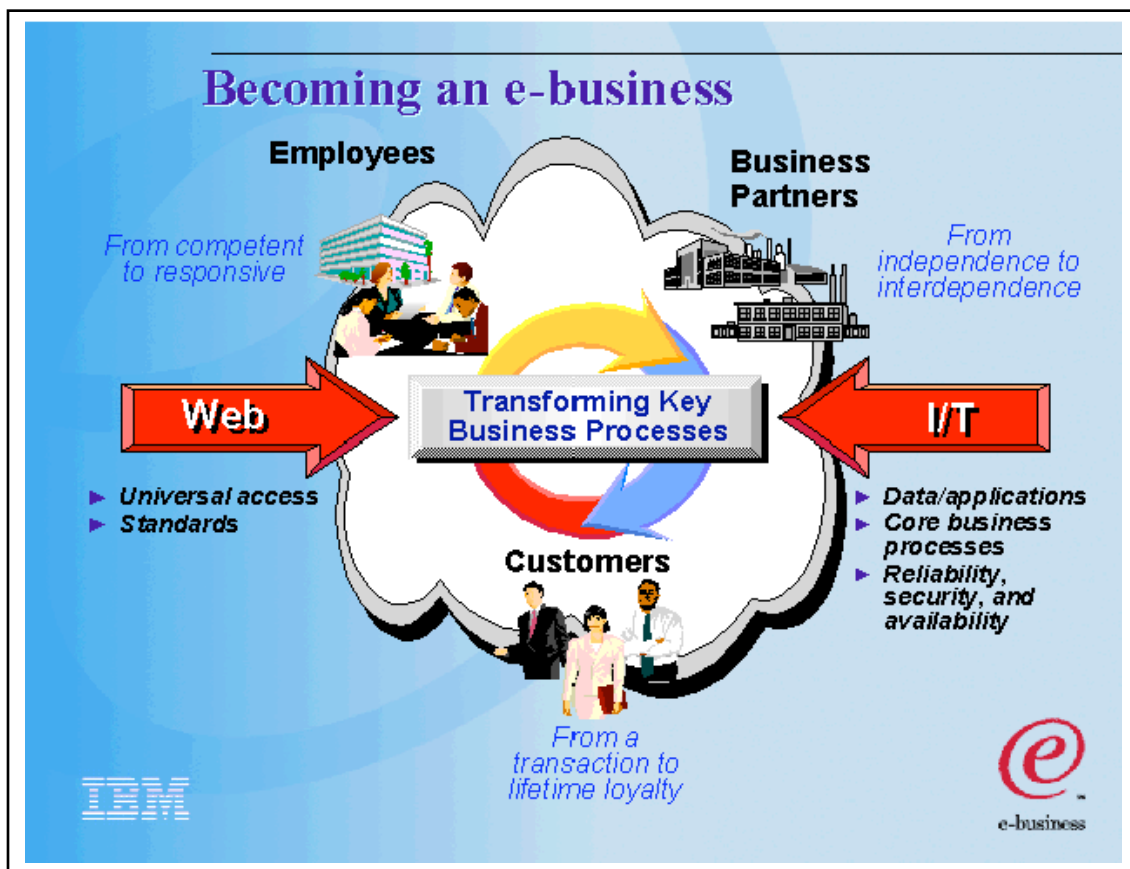 Becoming an e-business
Employees
Business
Partners
From competent
to responsive
From
independence to
interdependence
Web
Transforming Key
Business Processes
I/T
► Universal access
► Standards
► Data/applications
► Core business
processes
► Reliability,
security, and
availability
Customers
From a
transaction to
lifetime loyalty
IBM
e
™
e-business